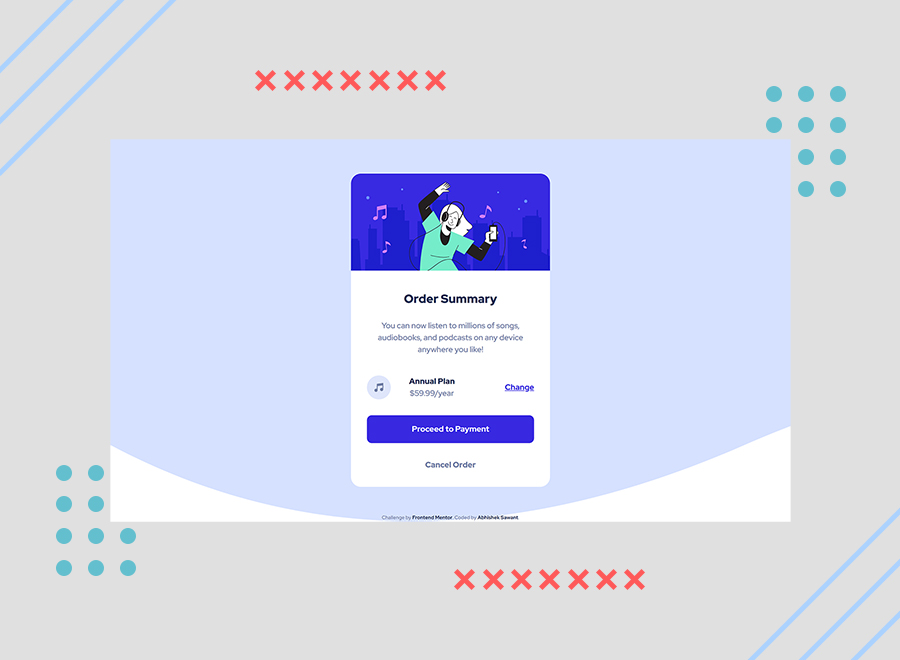 Order Summary
You can now listen to millions of songs,
audiobooks, and podcasts on any device
anywhere you like!
Annual Plan
$59.99/year
Change
Proceed to Payment
Cancel Order
Challenge by Frontend Mentor. Coded by Abhishek Sawant.